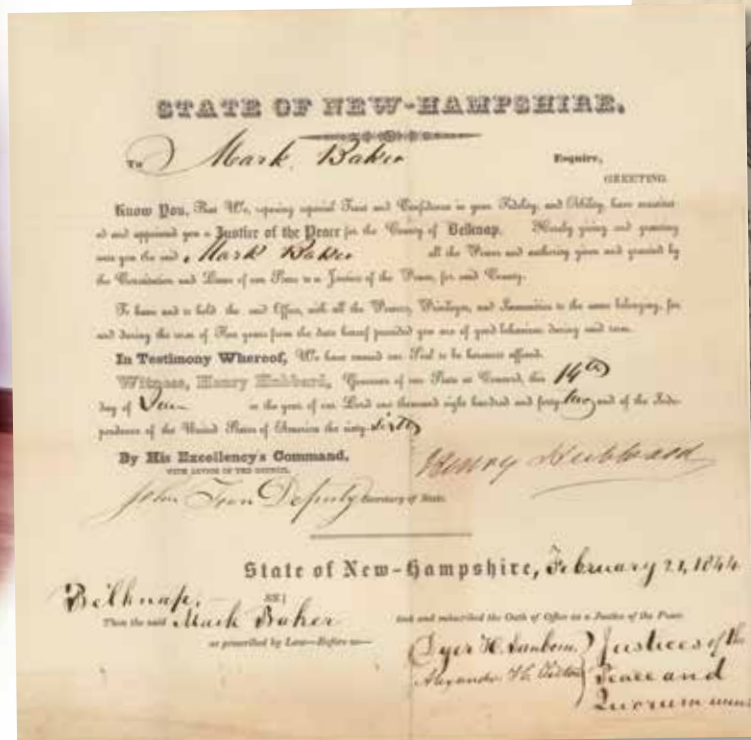 STATE OF NEW-HAMPSHIRE.
To Mark Baker Esquire,
GREETING.
Know You, That We, reposing especial Trust and Confidence in your Fidelity, and Ability, have constitut-
ed and appointed you a Justice of the Peace for the County of Belknap. Hereby giving and granting
unto you the said Mark Baker all the Power and authority given and granted by
the Constitution and Laws of our State to a Justice of the Peace, for said County.
To have and to hold the said Office, with all the Powers, Privileges, and Immunities to the same belonging, for
and during the term of Five years from the date hereof provided you are of good behaviour during said term.
In Testimony Whereof, We have caused our Seal to be hereunto affixed.
Witness, Henry Hubbard, Governor of our State at Concord, this 14th
day of in the year of our Lord one thousand eight hundred and forty two and of the Inde-
pendence of the United States of America the sixty-sixth
By His Excellency's Command,
WITH ADVICE OF THE COUNCIL.
Henry Hubbard
John Deputy Secretary of State.
State of New-Hampshire, February 21, 1844
Belknap, SS;
Then the said Mark Baker took and subscribed the Oath of Office as a Justice of the Peace
as prescribed by Law—Before us—
Dyer H. Sanborn Justices of the
Alexander Peace and
Quorum